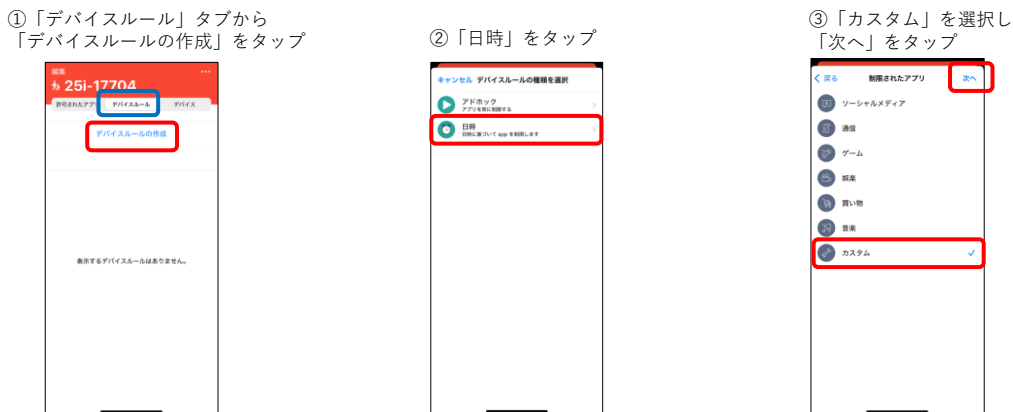 ①「デバイスルール」タブから
「デバイスルールの作成」をタップ
編集
25i-17704
許可されたアプリ
デバイスルール
デバイス
デバイスルールの作成
表示するデバイスルールはありません。
②「日時」をタップ
キャンセル デバイスルールの種類を選択
アドホック
アプリを常に制限する
日時
日時に基づいて app を制限します
③「カスタム」を選択し
「次へ」をタップ
戻る 制限されたアプリ 次へ
ソーシャルメディア
通信
ゲーム
娯楽
買い物
音楽
カスタム